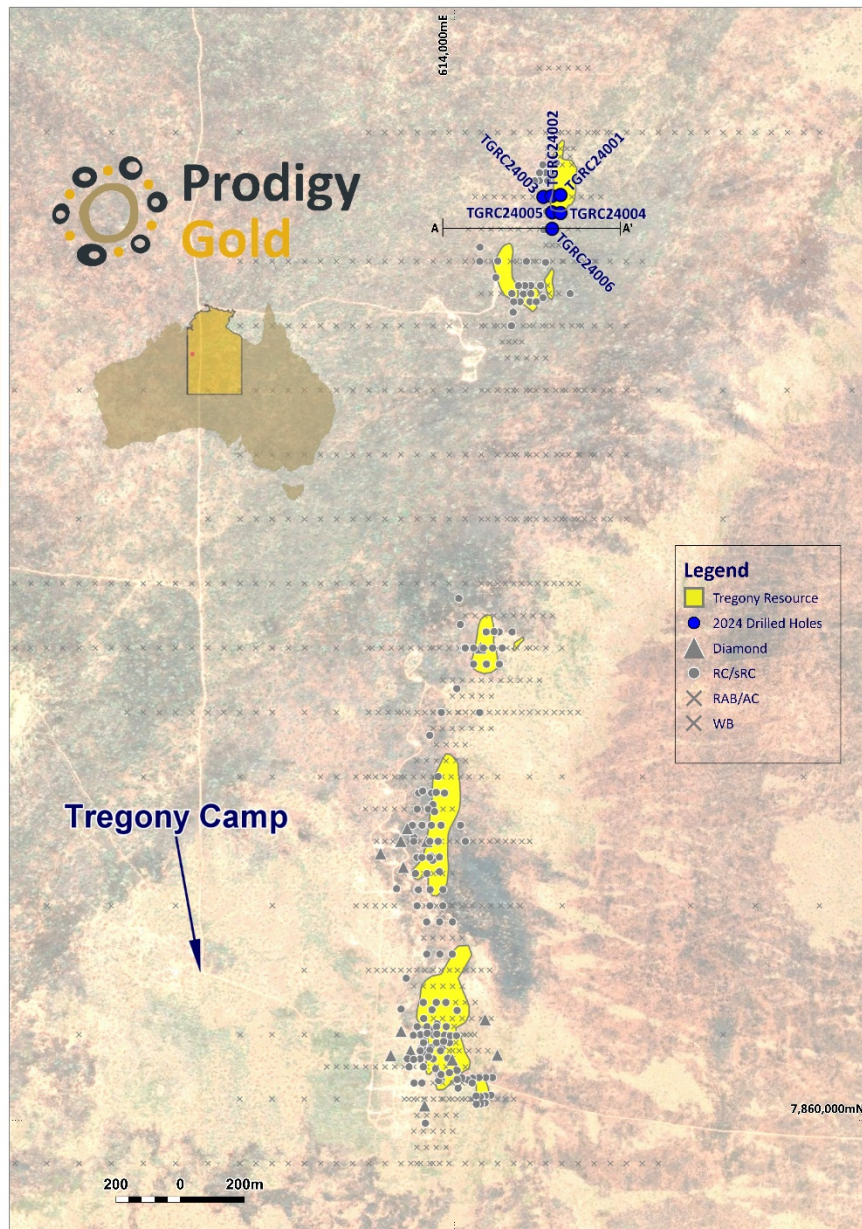 614,000mE
Prodigy
Gold
TGRC24002
TGRC24003
TGRC24001
TGRC24005
TGRC24004
A
A'
TGRC24006
Legend
Tregony Resource
2024 Drilled Holes
Diamond
RC/sRC
RAB/AC
WB
Tregony Camp
7,860,000mN
200
0
200m